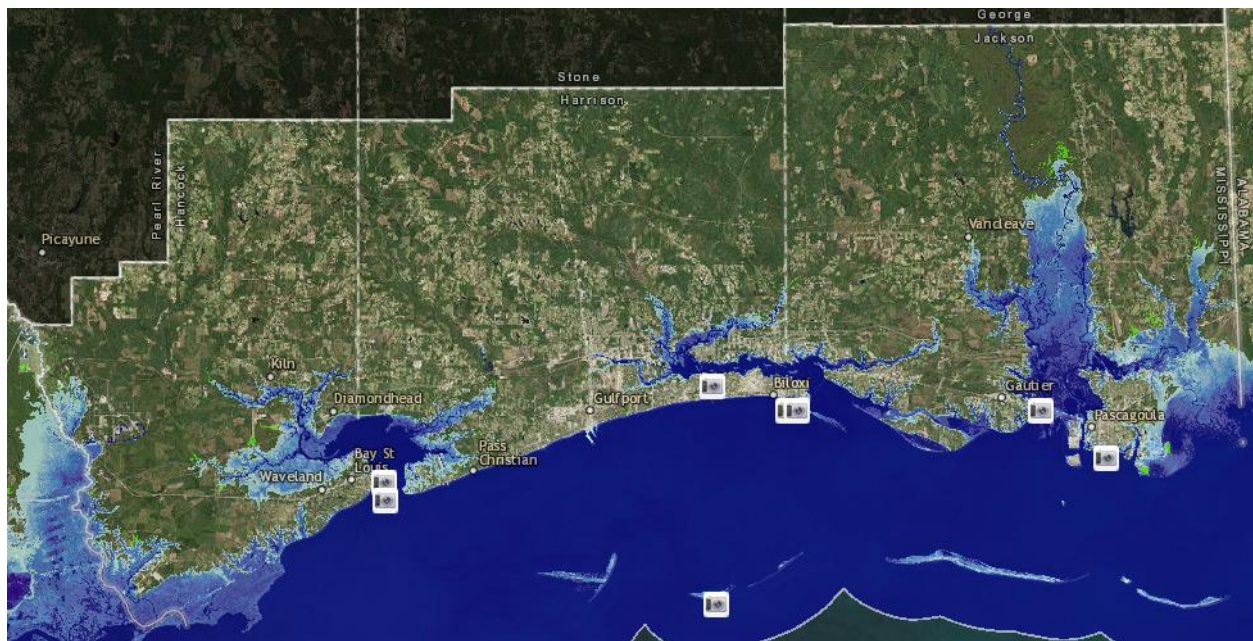 George
Jackson
Stone
Harrison
Pearl River
Hancock
MISSISSIPPI
ALABAMA
Picayune
Vancleave
Kiln
Diamondhead
Gulfport
Biloxi
Gautier
Pascagoula
Bay St
Louis
Pass
Christian
Waveland